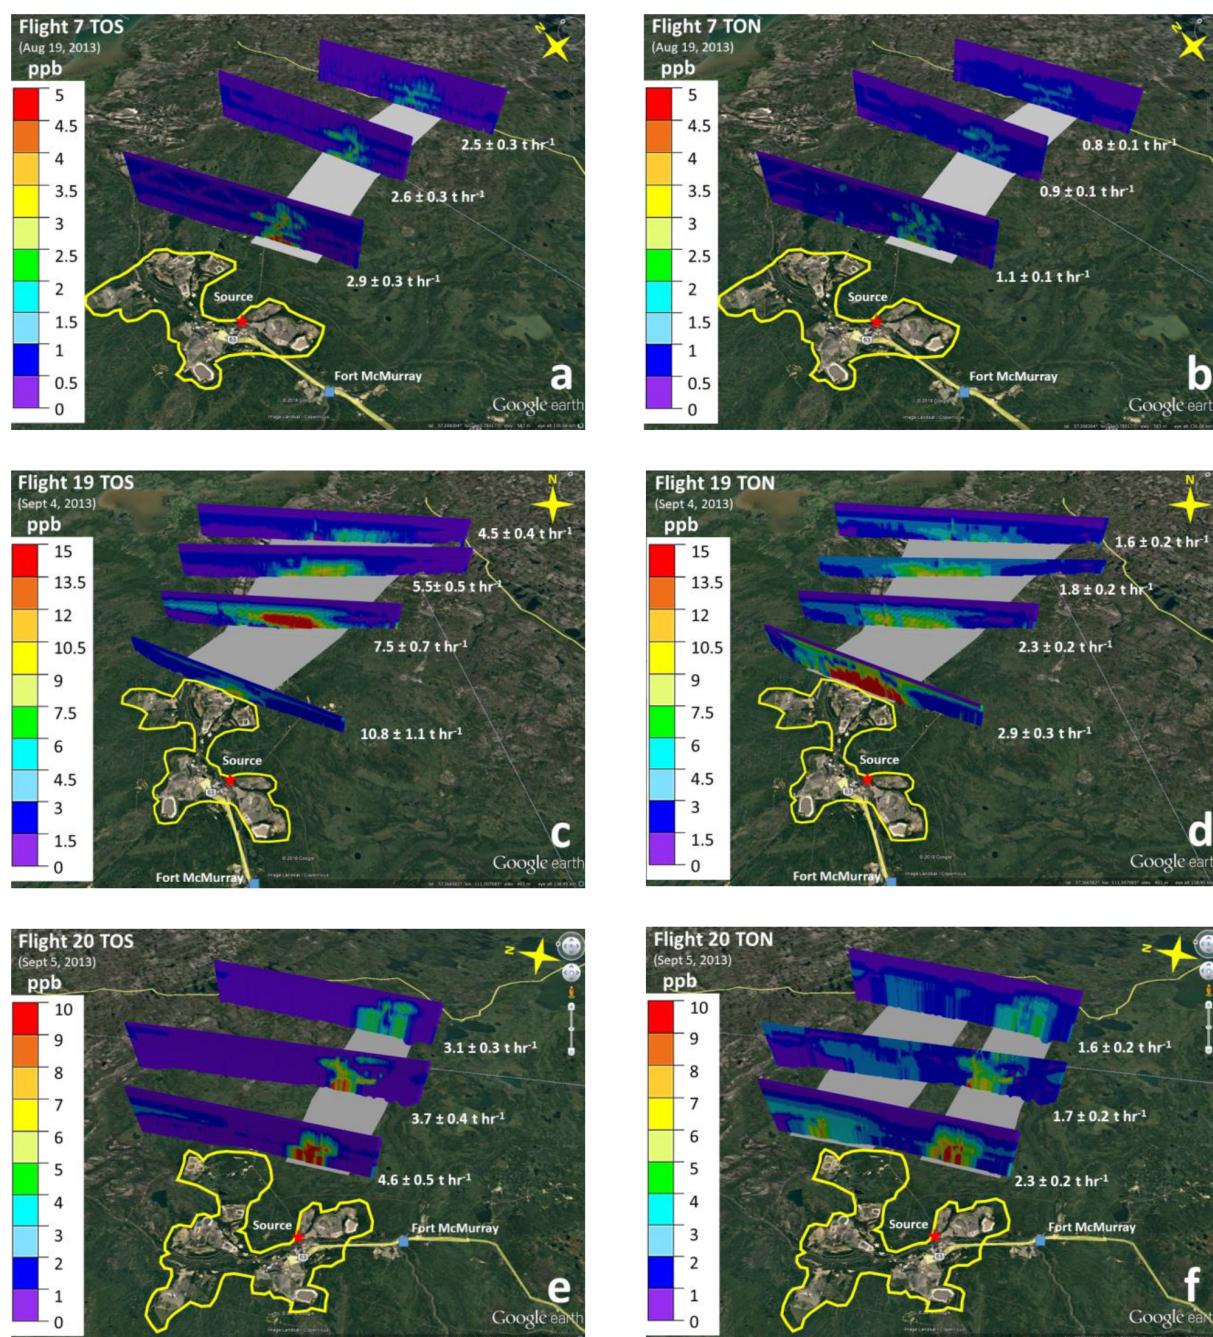 Flight 7 TOS
(Aug 19, 2013)
ppb
5
4.5
4
3.5
3
2.5
2
1.5
1
0.5
0
N
2.5 ± 0.3 t hr-1
2.6 ± 0.3 t hr-1
2.9 ± 0.3 t hr-1
Source
63
Fort McMurray
a
Google earth
Flight 7 TON
(Aug 19, 2013)
ppb
5
4.5
4
3.5
3
2.5
2
1.5
1
0.5
0
N
0.8 ± 0.1 t hr-1
0.9 ± 0.1 t hr-1
1.1 ± 0.1 t hr-1
Source
63
Fort McMurray
b
Google earth
Flight 19 TOS
(Sept 4, 2013)
ppb
15
13.5
12
10.5
9
7.5
6
4.5
3
1.5
0
N
4.5 ± 0.4 t hr-1
5.5± 0.5 t hr-1
7.5 ± 0.7 t hr-1
10.8 ± 1.1 t hr-1
Source
63
Fort McMurray
c
Google earth
Flight 19 TON
(Sept 4, 2013)
ppb
15
13.5
12
10.5
9
7.5
6
4.5
3
1.5
0
N
1.6 ± 0.2 t hr-1
1.8 ± 0.2 t hr-1
2.3 ± 0.2 t hr-1
2.9 ± 0.3 t hr-1
Source
63
Fort McMurray
d
Google earth
Flight 20 TOS
(Sept 5, 2013)
ppb
10
9
8
7
6
5
4
3
2
1
0
N
3.1 ± 0.3 t hr-1
3.7 ± 0.4 t hr-1
4.6 ± 0.5 t hr-1
Source
63
Fort McMurray
e
Google earth
Flight 20 TON
(Sept 5, 2013)
ppb
10
9
8
7
6
5
4
3
2
1
0
N
1.6 ± 0.2 t hr-1
1.7 ± 0.2 t hr-1
2.3 ± 0.2 t hr-1
Source
63
Fort McMurray
f
Google earth